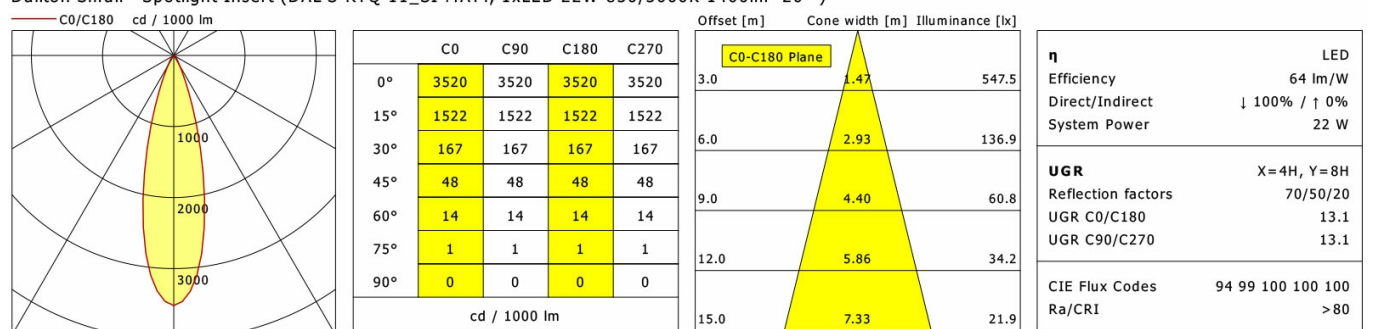 C0/C180 cd / 1000 lm
1000
2000
3000
C0 C90 C180 C270
0° 3520 3520 3520 3520
15° 1522 1522 1522 1522
30° 167 167 167 167
45° 48 48 48 48
60° 14 14 14 14
75° 1 1 1 1
90° 0 0 0 0
cd / 1000 lm
Offset [m] Cone width [m] Illuminance [lx]
C0-C180 Plane
3.0 1.47 547.5
6.0 2.93 136.9
9.0 4.40 60.8
12.0 5.86 34.2
15.0 7.33 21.9
η LED
Efficiency 64 lm/W
Direct/Indirect ↓ 100% / ↑ 0%
System Power 22 W
UGR X=4H, Y=8H
Reflection factors 70/50/20
UGR C0/C180 13.1
UGR C90/C270 13.1
CIE Flux Codes 94 99 100 100 100
Ra/CRI >80